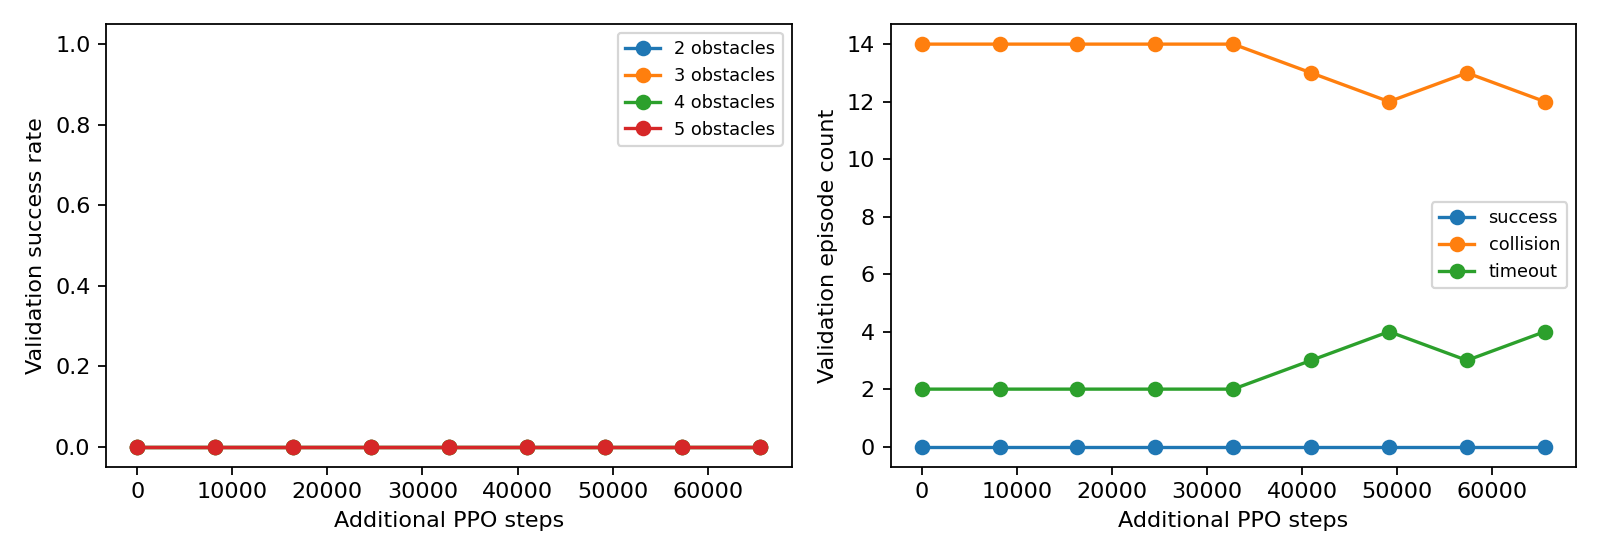 Validation success rate
1.0
0.8
0.6
0.4
0.2
0.0
2 obstacles
3 obstacles
4 obstacles
5 obstacles
0 10000 20000 30000 40000 50000 60000
Additional PPO steps
Validation episode count
14
12
10
8
6
4
2
0
success
collision
timeout
0 10000 20000 30000 40000 50000 60000
Additional PPO steps